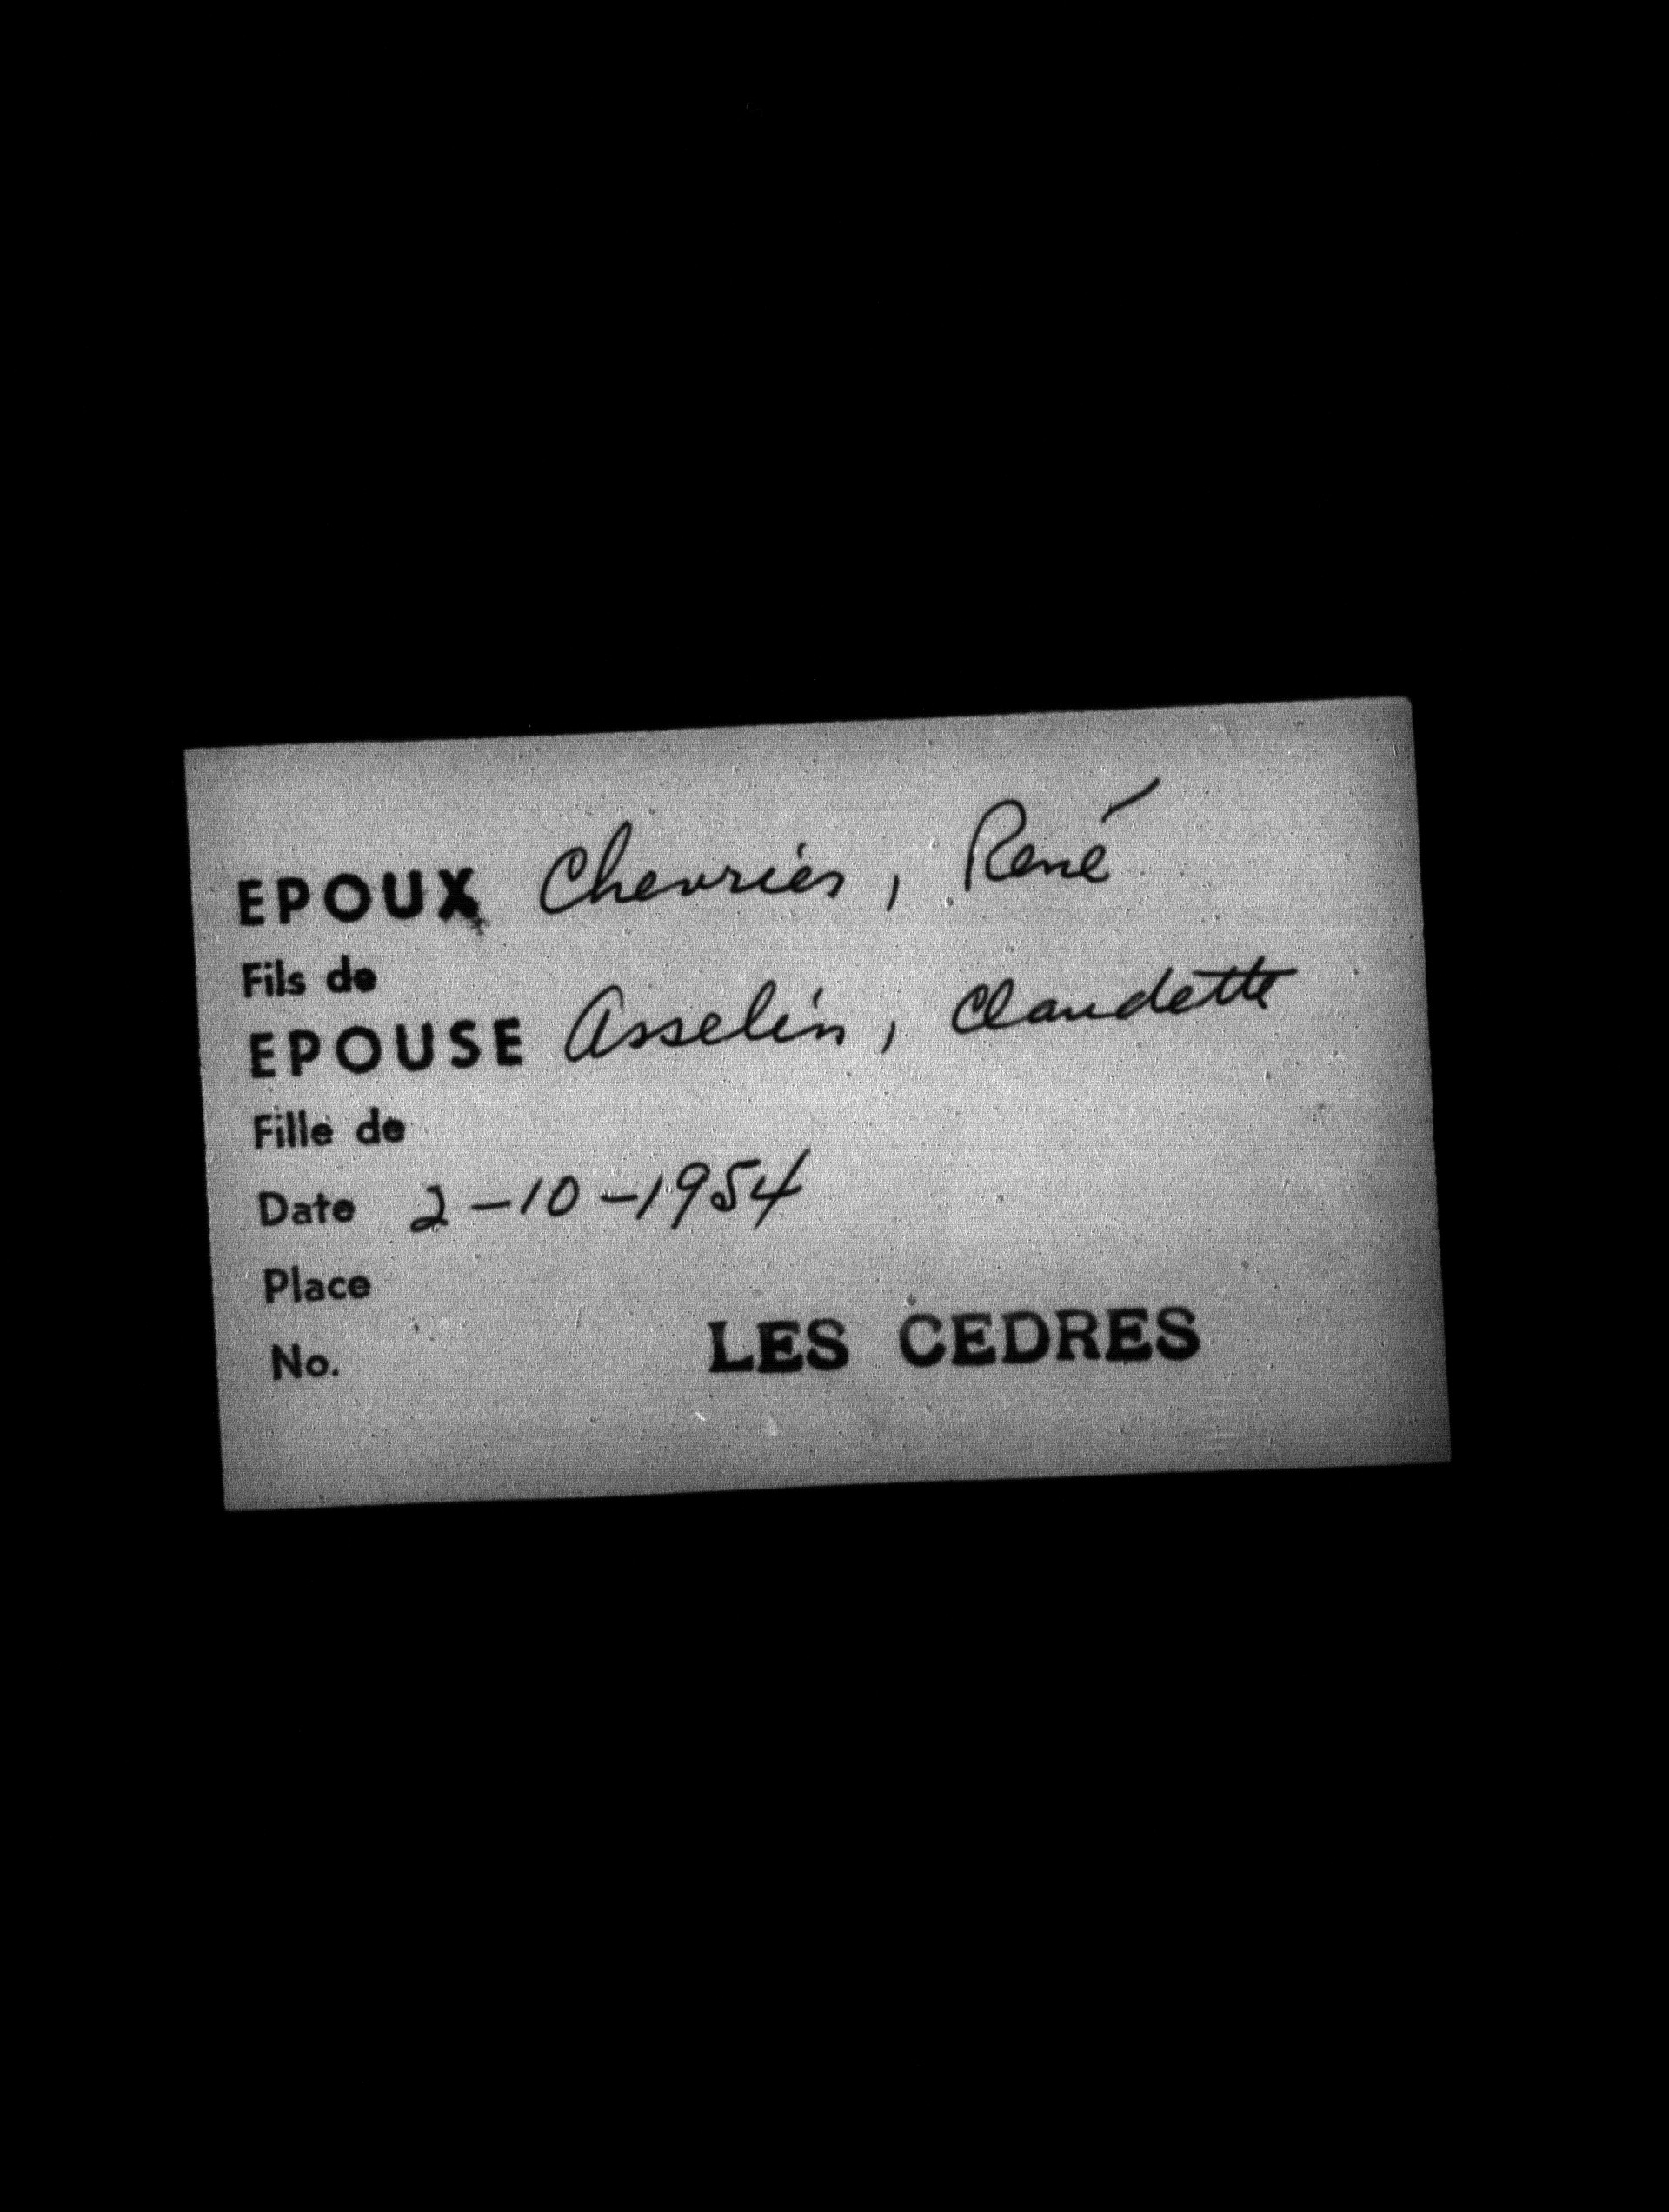 EPOUX Chevrier, René
Fils de
EPOUSE Asselin, Claudette
Fille de
Date 2-10-1954
Place
No. LES CEDRES